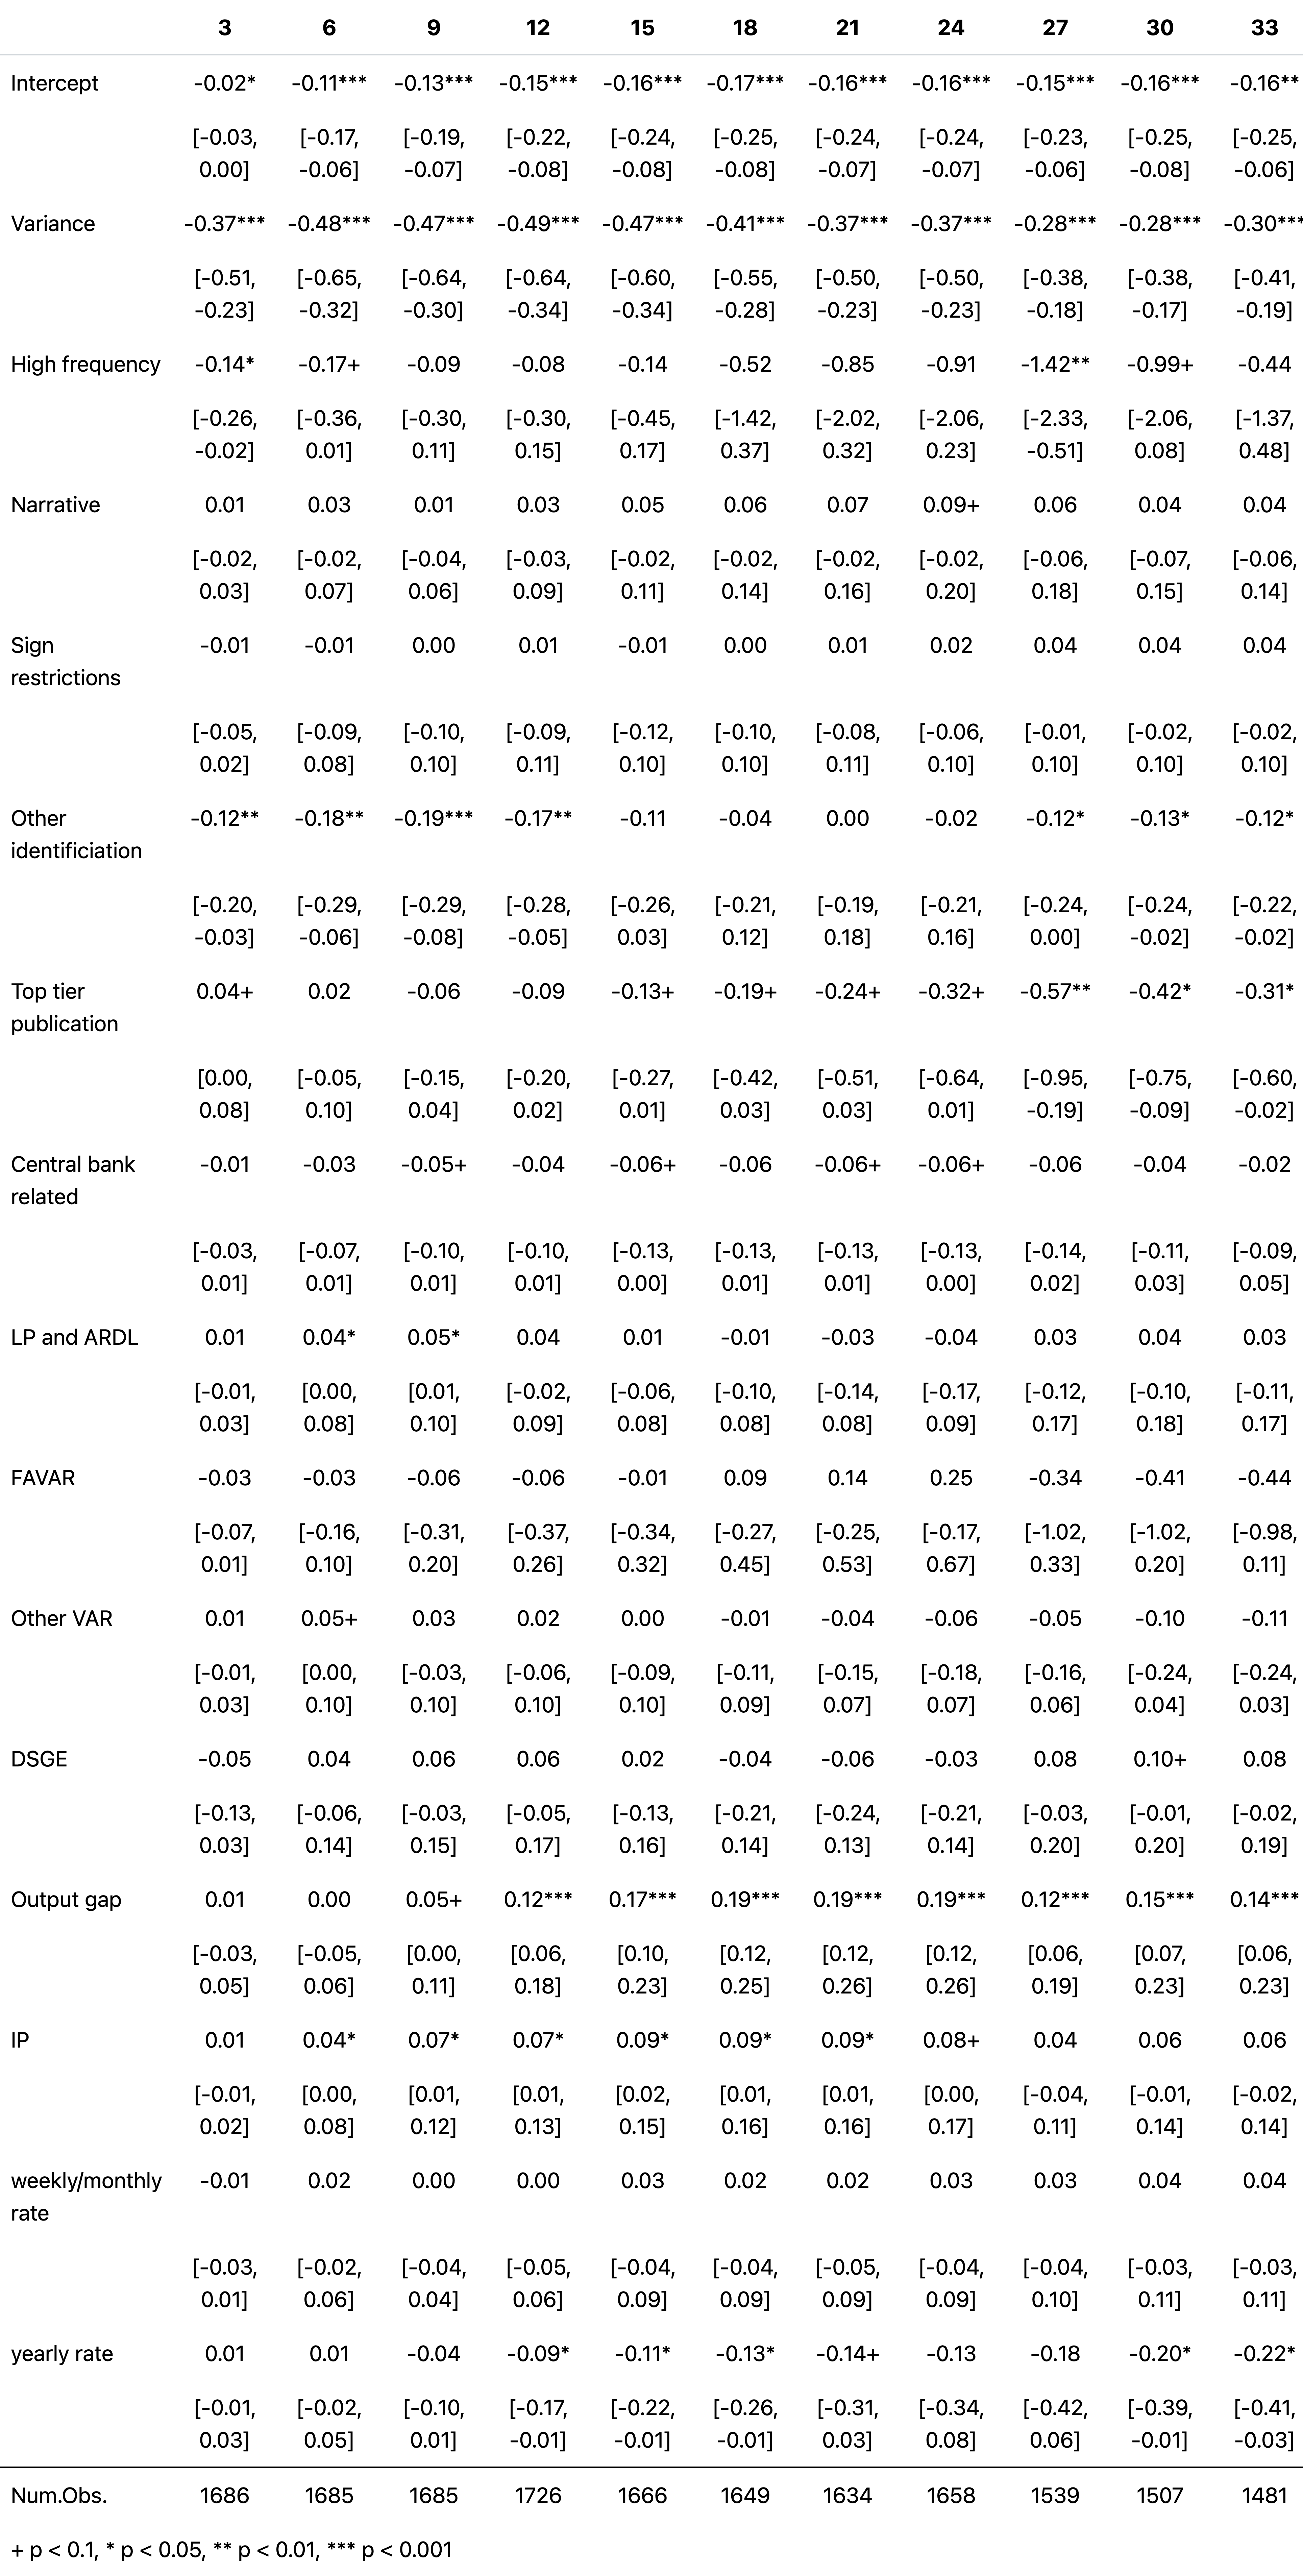 3 6 9 12 15 18 21 24 27 30 33
Intercept -0.02* -0.11*** -0.13*** -0.15*** -0.16*** -0.17*** -0.16*** -0.16*** -0.15*** -0.16*** -0.16**
[-0.03, [-0.17, [-0.19, [-0.22, [-0.24, [-0.25, [-0.24, [-0.24, [-0.23, [-0.25, [-0.25,
0.00] -0.06] -0.07] -0.08] -0.08] -0.08] -0.07] -0.07] -0.06] -0.08] -0.06]
Variance -0.37*** -0.48*** -0.47*** -0.49*** -0.47*** -0.41*** -0.37*** -0.37*** -0.28*** -0.28*** -0.30***
[-0.51, [-0.65, [-0.64, [-0.64, [-0.60, [-0.55, [-0.50, [-0.50, [-0.38, [-0.38, [-0.41,
-0.23] -0.32] -0.30] -0.34] -0.34] -0.28] -0.23] -0.23] -0.18] -0.17] -0.19]
High frequency -0.14* -0.17+ -0.09 -0.08 -0.14 -0.52 -0.85 -0.91 -1.42** -0.99+ -0.44
[-0.26, [-0.36, [-0.30, [-0.30, [-0.45, [-1.42, [-2.02, [-2.06, [-2.33, [-2.06, [-1.37,
-0.02] 0.01] 0.11] 0.15] 0.17] 0.37] 0.32] 0.23] -0.51] 0.08] 0.48]
Narrative 0.01 0.03 0.01 0.03 0.05 0.06 0.07 0.09+ 0.06 0.04 0.04
[-0.02, [-0.02, [-0.04, [-0.03, [-0.02, [-0.02, [-0.02, [-0.02, [-0.06, [-0.07, [-0.06,
0.03] 0.07] 0.06] 0.09] 0.11] 0.14] 0.16] 0.20] 0.18] 0.15] 0.14]
Sign -0.01 -0.01 0.00 0.01 -0.01 0.00 0.01 0.02 0.04 0.04 0.04
restrictions
[-0.05, [-0.09, [-0.10, [-0.09, [-0.12, [-0.10, [-0.08, [-0.06, [-0.01, [-0.02, [-0.02,
0.02] 0.08] 0.10] 0.11] 0.10] 0.10] 0.11] 0.10] 0.10] 0.10] 0.10]
Other -0.12** -0.18** -0.19*** -0.17** -0.11 -0.04 0.00 -0.02 -0.12* -0.13* -0.12*
identificiation
[-0.20, [-0.29, [-0.29, [-0.28, [-0.26, [-0.21, [-0.19, [-0.21, [-0.24, [-0.24, [-0.22,
-0.03] -0.06] -0.08] -0.05] 0.03] 0.12] 0.18] 0.16] 0.00] -0.02] -0.02]
Top tier 0.04+ 0.02 -0.06 -0.09 -0.13+ -0.19+ -0.24+ -0.32+ -0.57** -0.42* -0.31*
publication
[0.00, [-0.05, [-0.15, [-0.20, [-0.27, [-0.42, [-0.51, [-0.64, [-0.95, [-0.75, [-0.60,
0.08] 0.10] 0.04] 0.02] 0.01] 0.03] 0.03] 0.01] -0.19] -0.09] -0.02]
Central bank -0.01 -0.03 -0.05+ -0.04 -0.06+ -0.06 -0.06+ -0.06+ -0.06 -0.04 -0.02
related
[-0.03, [-0.07, [-0.10, [-0.10, [-0.13, [-0.13, [-0.13, [-0.13, [-0.14, [-0.11, [-0.09,
0.01] 0.01] 0.01] 0.01] 0.00] 0.01] 0.01] 0.00] 0.02] 0.03] 0.05]
LP and ARDL 0.01 0.04* 0.05* 0.04 0.01 -0.01 -0.03 -0.04 0.03 0.04 0.03
[-0.01, [0.00, [0.01, [-0.02, [-0.06, [-0.10, [-0.14, [-0.17, [-0.12, [-0.10, [-0.11,
0.03] 0.08] 0.10] 0.09] 0.08] 0.08] 0.08] 0.09] 0.17] 0.18] 0.17]
FAVAR -0.03 -0.03 -0.06 -0.06 -0.01 0.09 0.14 0.25 -0.34 -0.41 -0.44
[-0.07, [-0.16, [-0.31, [-0.37, [-0.34, [-0.27, [-0.25, [-0.17, [-1.02, [-1.02, [-0.98,
0.01] 0.10] 0.20] 0.26] 0.32] 0.45] 0.53] 0.67] 0.33] 0.20] 0.11]
Other VAR 0.01 0.05+ 0.03 0.02 0.00 -0.01 -0.04 -0.06 -0.05 -0.10 -0.11
[-0.01, [0.00, [-0.03, [-0.06, [-0.09, [-0.11, [-0.15, [-0.18, [-0.16, [-0.24, [-0.24,
0.03] 0.10] 0.10] 0.10] 0.10] 0.09] 0.07] 0.07] 0.06] 0.04] 0.03]
DSGE -0.05 0.04 0.06 0.06 0.02 -0.04 -0.06 -0.03 0.08 0.10+ 0.08
[-0.13, [-0.06, [-0.03, [-0.05, [-0.13, [-0.21, [-0.24, [-0.21, [-0.03, [-0.01, [-0.02,
0.03] 0.14] 0.15] 0.17] 0.16] 0.14] 0.13] 0.14] 0.20] 0.20] 0.19]
Output gap 0.01 0.00 0.05+ 0.12*** 0.17*** 0.19*** 0.19*** 0.19*** 0.12*** 0.15*** 0.14***
[-0.03, [-0.05, [0.00, [0.06, [0.10, [0.12, [0.12, [0.12, [0.06, [0.07, [0.06,
0.05] 0.06] 0.11] 0.18] 0.23] 0.25] 0.26] 0.26] 0.19] 0.23] 0.23]
IP 0.01 0.04* 0.07* 0.07* 0.09* 0.09* 0.09* 0.08+ 0.04 0.06 0.06
[-0.01, [0.00, [0.01, [0.01, [0.02, [0.01, [0.01, [0.00, [-0.04, [-0.01, [-0.02,
0.02] 0.08] 0.12] 0.13] 0.15] 0.16] 0.16] 0.17] 0.11] 0.14] 0.14]
weekly/monthly -0.01 0.02 0.00 0.00 0.03 0.02 0.02 0.03 0.03 0.04 0.04
rate
[-0.03, [-0.02, [-0.04, [-0.05, [-0.04, [-0.04, [-0.05, [-0.04, [-0.04, [-0.03, [-0.03,
0.01] 0.06] 0.04] 0.06] 0.09] 0.09] 0.09] 0.09] 0.10] 0.11] 0.11]
yearly rate 0.01 0.01 -0.04 -0.09* -0.11* -0.13* -0.14+ -0.13 -0.18 -0.20* -0.22*
[-0.01, [-0.02, [-0.10, [-0.17, [-0.22, [-0.26, [-0.31, [-0.34, [-0.42, [-0.39, [-0.41,
0.03] 0.05] 0.01] -0.01] -0.01] -0.01] 0.03] 0.08] 0.06] -0.01] -0.03]
Num.Obs. 1686 1685 1685 1726 1666 1649 1634 1658 1539 1507 1481
+ p < 0.1, * p < 0.05, ** p < 0.01, *** p < 0.001